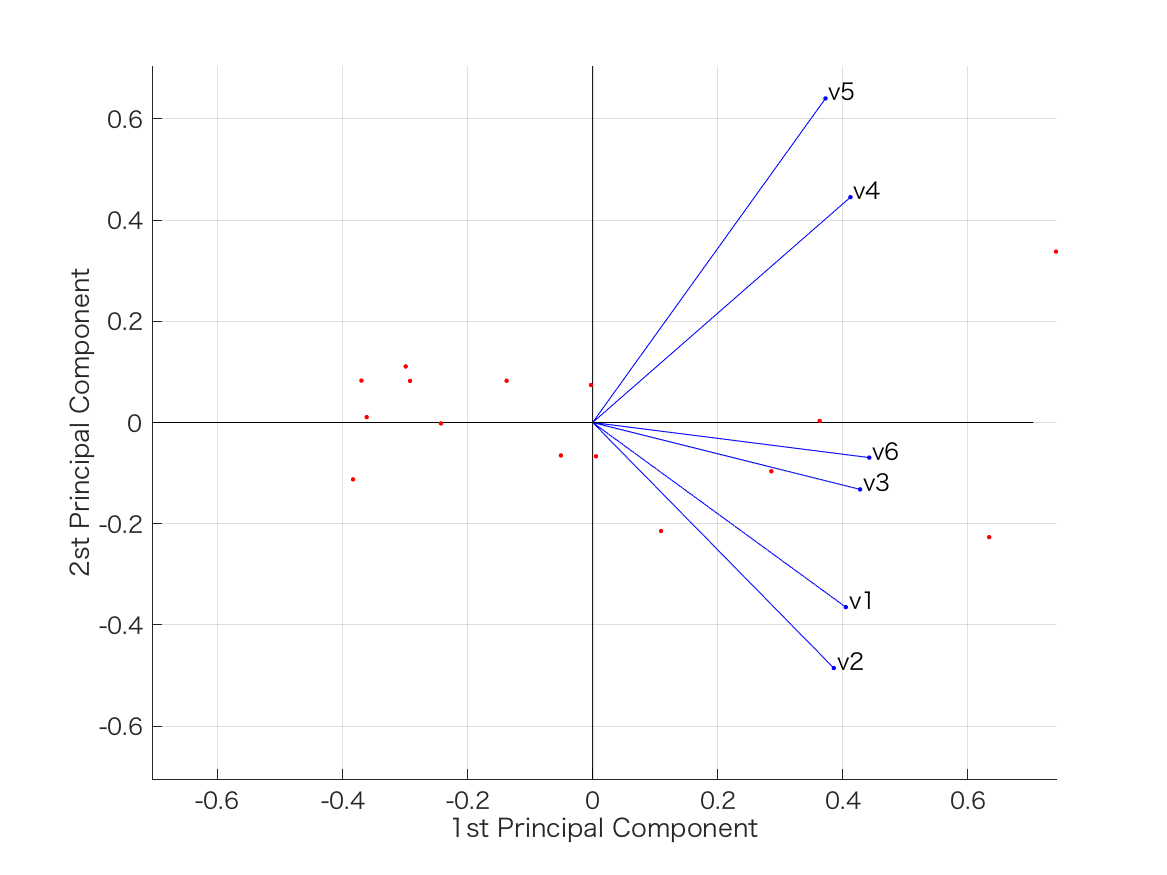 v5
0.6
v4
0.4
0.2
0
v6
v3
-0.2
v1
-0.4
v2
-0.6
2st Principal Component
-0.6 -0.4 -0.2 0 0.2 0.4 0.6
1st Principal Component